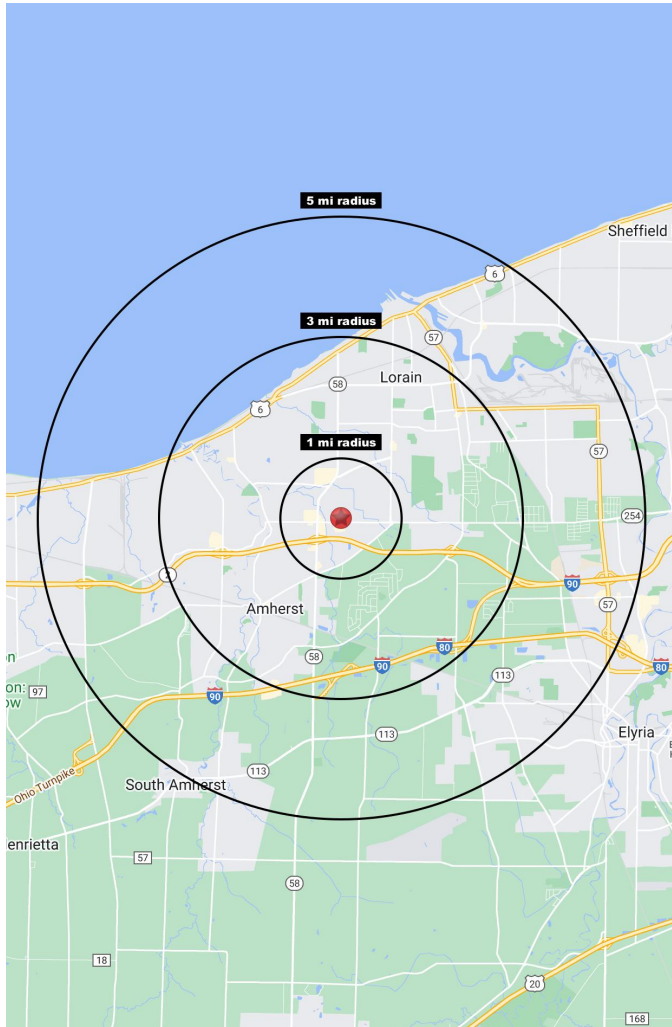 5 mi radius
Sheffield
6
3 mi radius
57
Lorain
58
6
1 mi radius
57
254
2
90
Amherst
57
80
58
90
80
113
97
90
113
Elyria
113
South Amherst
Ohio Turnpike
enrietta
57
58
18
20
168